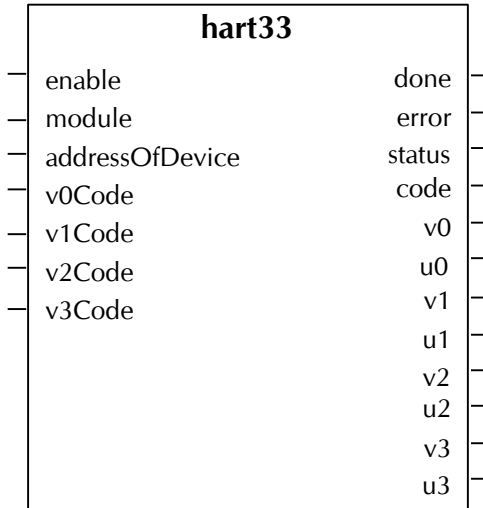 hart33
enable done
module error
addressOfDevice status
v0Code code
v1Code v0
v2Code u0
v3Code v1
u1
v2
u2
v3
u3